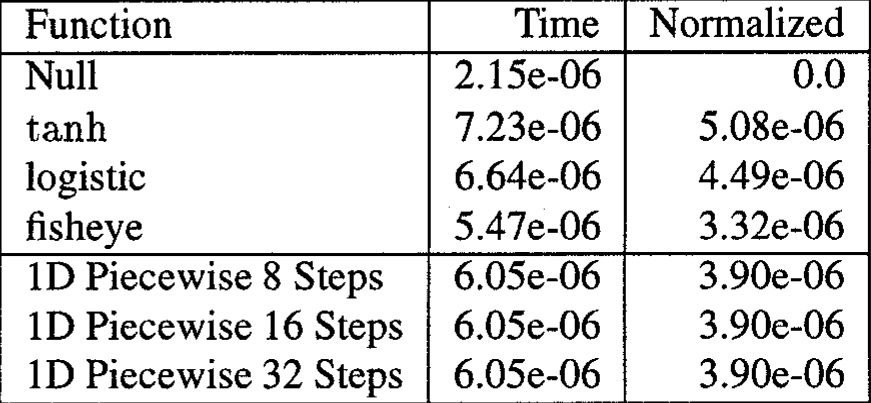 Function Time Normalized
Null 2.15e-06 0.0
tanh 7.23e-06 5.08e-06
logistic 6.64e-06 4.49e-06
fisheye 5.47e-06 3.32e-06
1D Piecewise 8 Steps 6.05e-06 3.90e-06
1D Piecewise 16 Steps 6.05e-06 3.90e-06
1D Piecewise 32 Steps 6.05e-06 3.90e-06